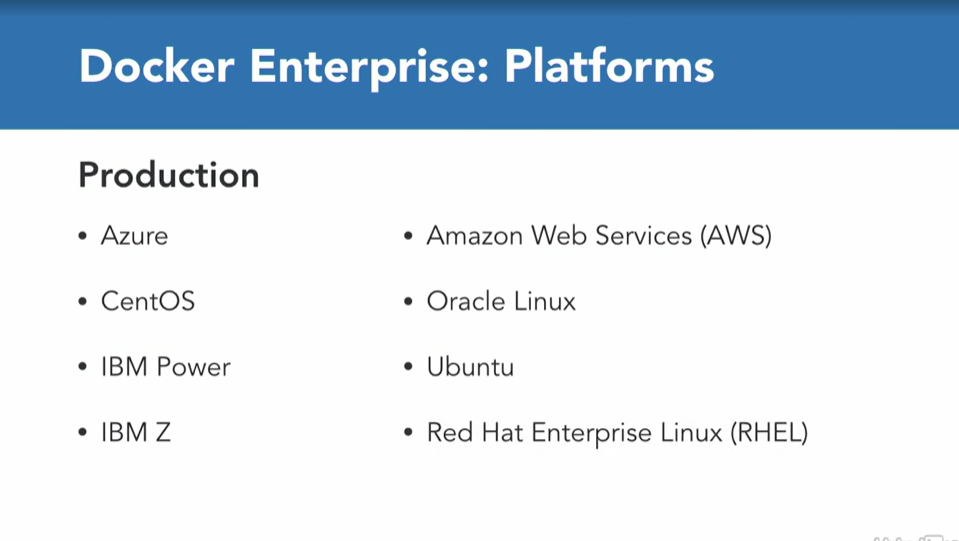 Docker Enterprise: Platforms
Production
• Azure
• CentOS
• IBM Power
• IBM Z
• Amazon Web Services (AWS)
• Oracle Linux
• Ubuntu
• Red Hat Enterprise Linux (RHEL)